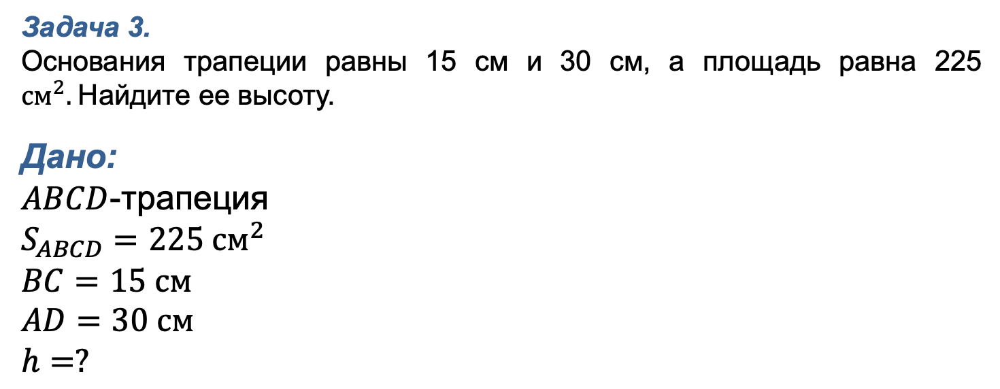 Задача 3.
Основания трапеции равны 15 см и 30 см, а площадь равна 225
см². Найдите ее высоту.
Дано:
ABCD-трапеция
S_ABCD = 225 см²
BC = 15 см
AD = 30 см
h =?